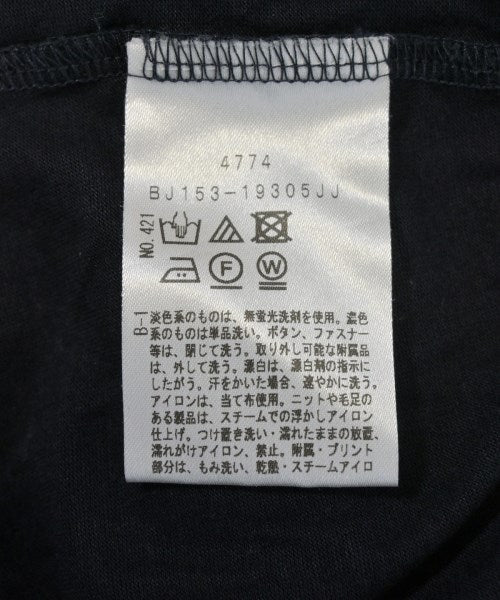 4774
BJ153-19305JJ
NO.421
F
W
B-1
淡色系のものは、無蛍光洗剤を使用。濃色
系のものは単品洗い。ボタン、ファスナー
等は、閉じて洗う。取り外し可能な附属品
は、外して洗う。漂白は、漂白剤の指示に
したがう。汗をかいた場合、速やかに洗う。
アイロンは、当て布使用。ニットや毛足の
ある製品は、スチームでの浮かしアイロン
仕上げ。つけ置き洗い・濡れたままの放置、
濡れがけアイロン、禁止。附属・プリント
部分は、もみ洗い、乾熱・スチームアイロ